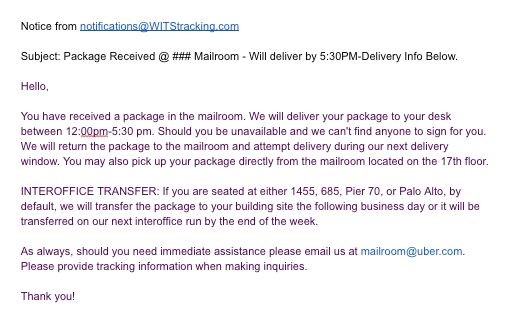 Notice from notifications@WITStracking.com
Subject: Package Received @ ### Mailroom - Will deliver by 5:30PM-Delivery Info Below.
Hello,
You have received a package in the mailroom. We will deliver your package to your desk
between 12:00pm-5:30 pm. Should you be unavailable and we can't find anyone to sign for you.
We will return the package to the mailroom and attempt delivery during our next delivery
window. You may also pick up your package directly from the mailroom located on the 17th floor.
INTEROFFICE TRANSFER: If you are seated at either 1455, 685, Pier 70, or Palo Alto, by
default, we will transfer the package to your building site the following business day or it will be
transferred on our next interoffice run by the end of the week.
As always, should you need immediate assistance please email us at mailroom@uber.com.
Please provide tracking information when making inquiries.
Thank you!